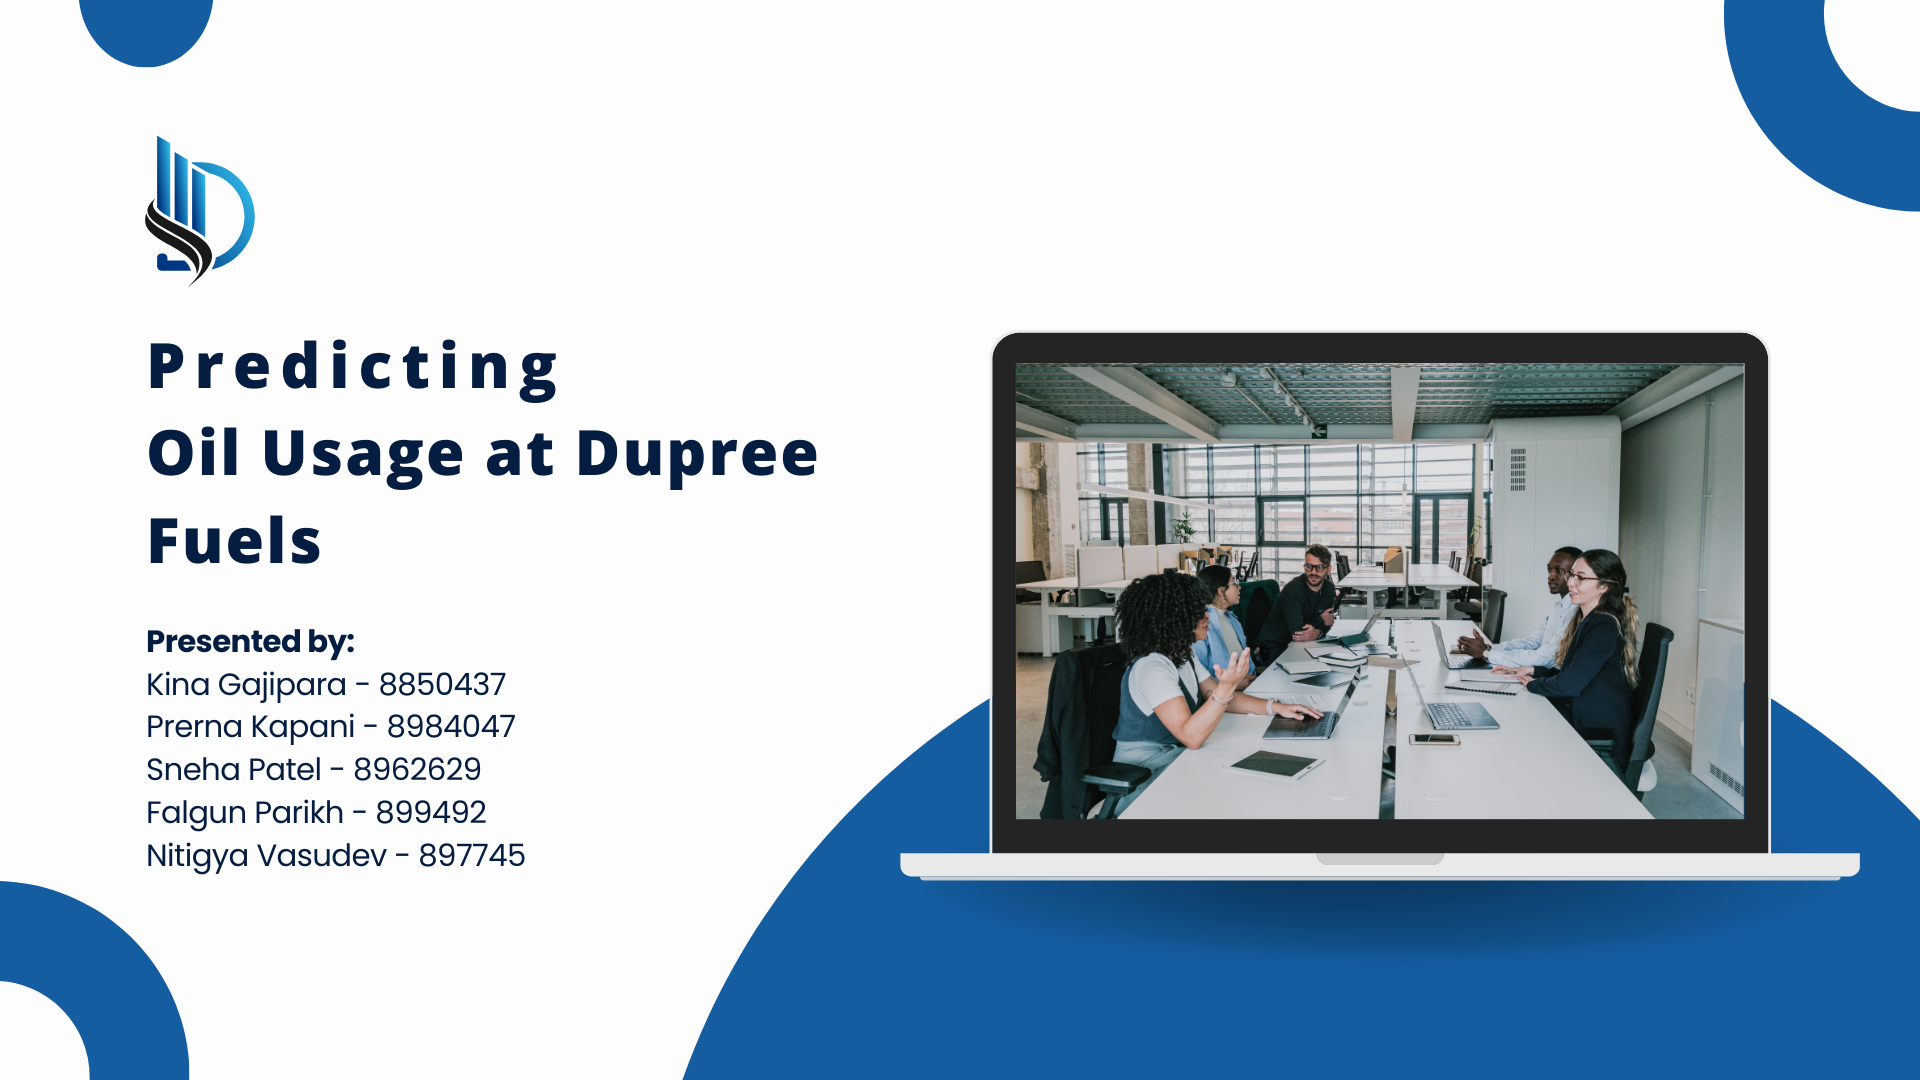 Predicting
Oil Usage at Dupree
Fuels
Presented by:
Kina Gajipara - 8850437
Prerna Kapani - 8984047
Sneha Patel - 8962629
Falgun Parikh - 899492
Nitigya Vasudev - 897745